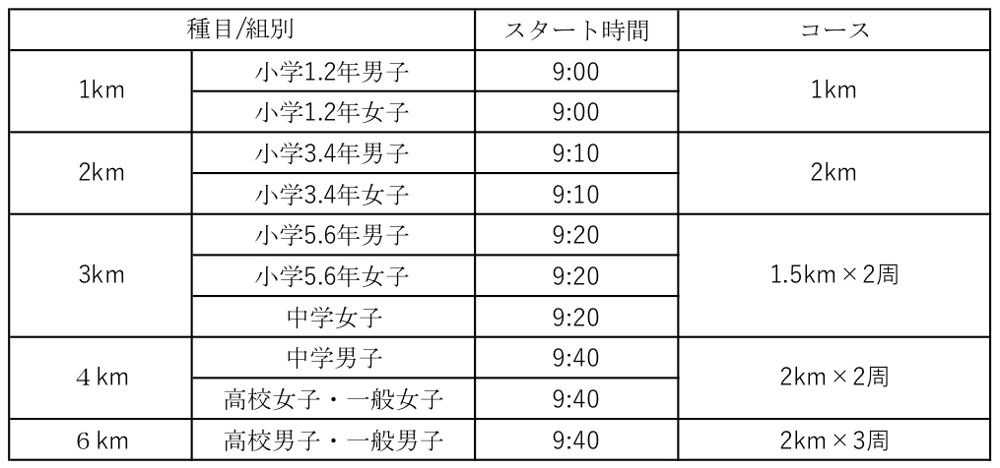 種目/組別 スタート時間 コース
1km 小学1.2年男子 9:00 1km
小学1.2年女子 9:00
2km 小学3.4年男子 9:10 2km
小学3.4年女子 9:10
3km 小学5.6年男子 9:20 1.5km×2周
小学5.6年女子 9:20
中学女子 9:20
4km 中学男子 9:40 2km×2周
高校女子・一般女子 9:40
6km 高校男子・一般男子 9:40 2km×3周